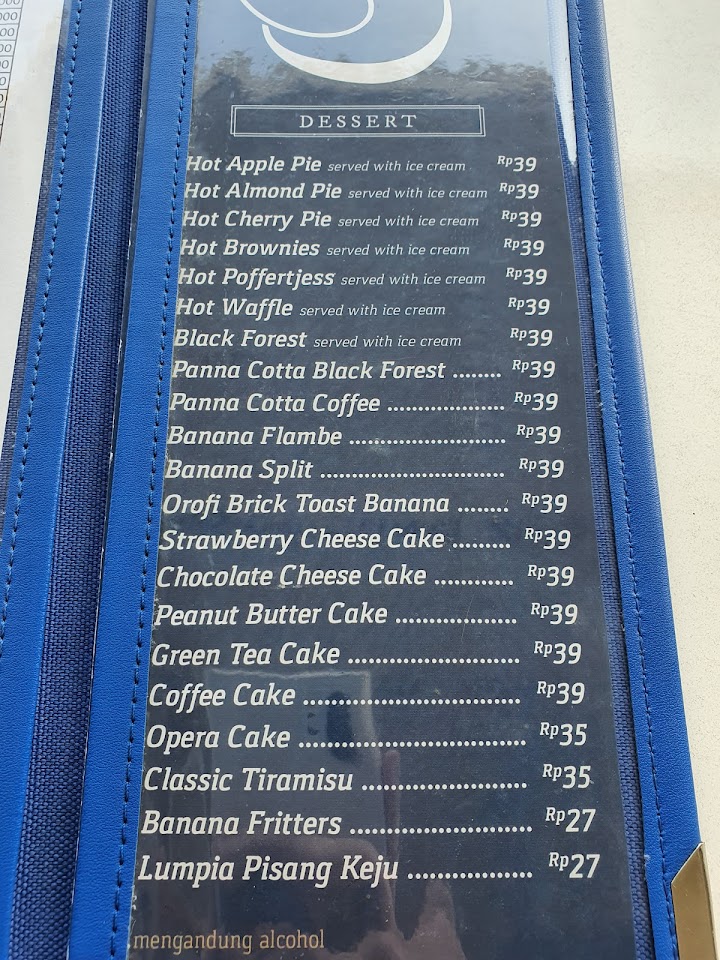 DESSERT
Hot Apple Pie served with ice cream Rp39
Hot Almond Pie served with ice cream Rp39
Hot Cherry Pie served with ice cream Rp39
Hot Brownies served with ice cream Rp39
Hot Poffertjess served with ice cream Rp39
Hot Waffle served with ice cream Rp39
Black Forest served with ice cream Rp39
Panna Cotta Black Forest ........ Rp39
Panna Cotta Coffee .................... Rp39
Banana Flambe .......................... Rp39
Banana Split .............................. Rp39
Orofi Brick Toast Banana ........ Rp39
Strawberry Cheese Cake .......... Rp39
Chocolate Cheese Cake ............. Rp39
Peanut Butter Cake ................... Rp39
Green Tea Cake .......................... Rp39
Coffee Cake ................................. Rp39
Opera Cake .................................. Rp35
Classic Tiramisu ........................ Rp35
Banana Fritters .......................... Rp27
Lumpia Pisang Keju .................. Rp27
mengandung alcohol